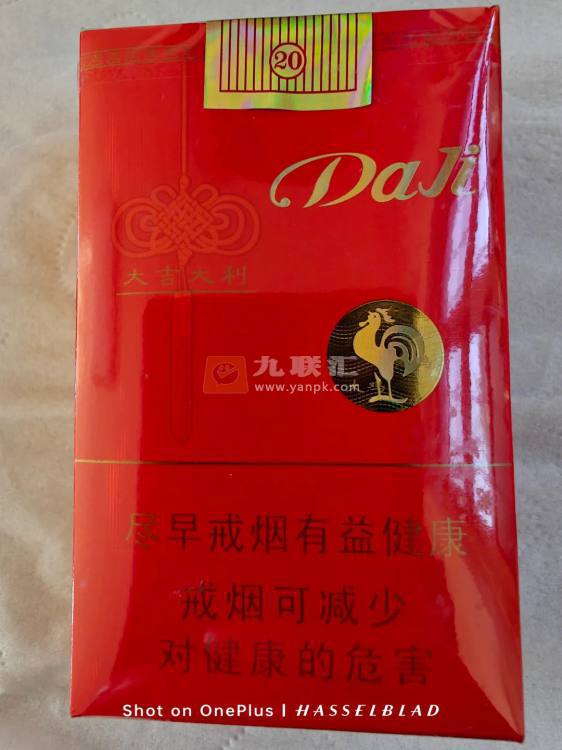 20
DaJi
大吉大利
九联汇
www.yanpk.com
尽早戒烟有益健康
戒烟可减少
对健康的危害
Shot on OnePlus | HASSELBLAD